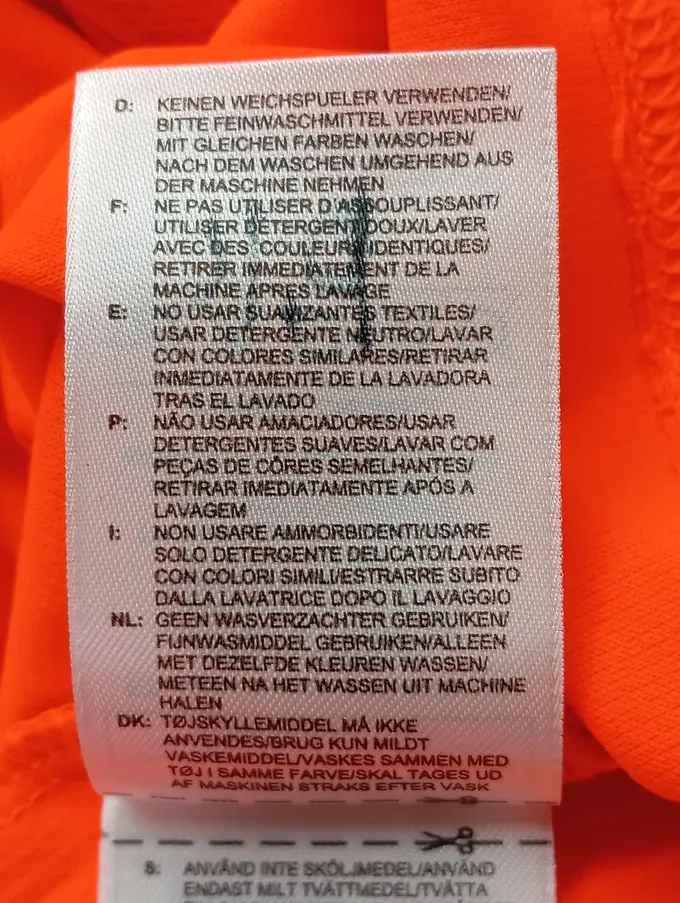 D: KEINEN WEICHSPUELER VERWENDEN/
BITTE FEINWASCHMITTEL VERWENDEN/
MIT GLEICHEN FARBEN WASCHEN/
NACH DEM WASCHEN UMGEHEND AUS
DER MASCHINE NEHMEN
F: NE PAS UTILISER D'ASSOUPLISSANT/
UTILISER DETERGENT DOUX/LAVER
AVEC DES COULEURS IDENTIQUES/
RETIRER IMMEDIATEMENT DE LA
MACHINE APRES LAVAGE
E: NO USAR SUAVIZANTES TEXTILES/
USAR DETERGENTE NEUTRO/LAVAR
CON COLORES SIMILARES/RETIRAR
INMEDIATAMENTE DE LA LAVADORA
TRAS EL LAVADO
P: NÃO USAR AMACIADORES/USAR
DETERGENTES SUAVES/LAVAR COM
PEÇAS DE CÔRES SEMELHANTES/
RETIRAR IMEDIATAMENTE APÓS A
LAVAGEM
I: NON USARE AMMORBIDENTI/USARE
SOLO DETERGENTE DELICATO/LAVARE
CON COLORI SIMILI/ESTRARRE SUBITO
DALLA LAVATRICE DOPO IL LAVAGGIO
NL: GEEN WASVERZACHTER GEBRUIKEN/
FIJNWASMIDDEL GEBRUIKEN/ALLEEN
MET DEZELFDE KLEUREN WASSEN/
METEEN NA HET WASSEN UIT MACHINE
HALEN
DK: TØJSKYLLEMIDDEL MÅ IKKE
ANVENDES/BRUG KUN MILDT
VASKEMIDDEL/VASKES SAMMEN MED
TØJ I SAMME FARVE/SKAL TAGES UD
AF MASKINEN STRAKS EFTER VASK
S: ANVÄND INTE SKÖLJMEDEL/ANVÄND
ENDAST MILT TVÄTTMEDEL/TVÄTTA